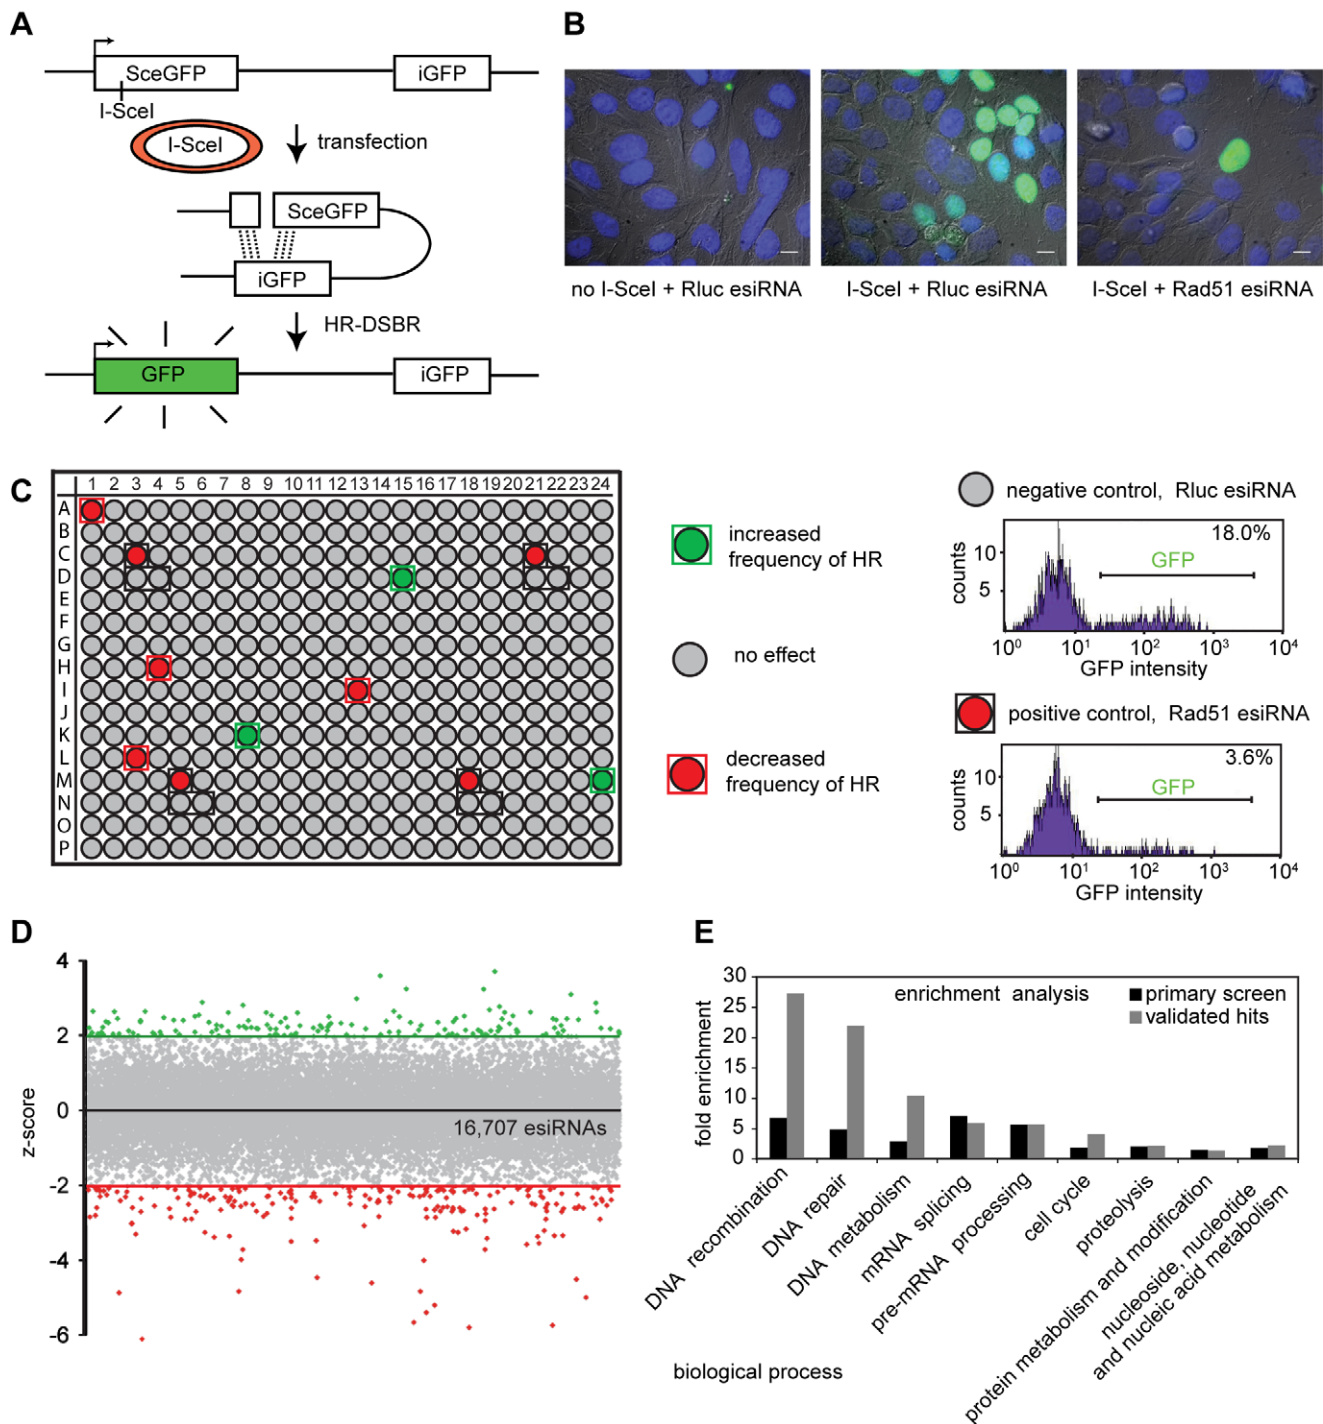 A
SceGFP
iGFP
I-SceI
I-SceI
transfection
SceGFP
iGFP
HR-DSBR
GFP
iGFP
B
no I-SceI + Rluc esiRNA
I-SceI + Rluc esiRNA
I-SceI + Rad51 esiRNA
C
1 2 3 4 5 6 7 8 9 10 11 12 13 14 15 16 17 18 19 20 21 22 23 24
A
B
C
D
E
F
G
H
I
J
K
L
M
N
O
P
increased
frequency of HR
no effect
decreased
frequency of HR
negative control, Rluc esiRNA
18.0%
GFP
counts
10
5
10⁰ 10¹ 10² 10³ 10⁴
GFP intensity
positive control, Rad51 esiRNA
3.6%
GFP
counts
10
5
10⁰ 10¹ 10² 10³ 10⁴
GFP intensity
D
4
2
0
-2
-4
-6
z-score
16,707 esiRNAs
E
30
25
20
15
10
5
0
fold enrichment
enrichment analysis
primary screen
validated hits
DNA recombination
DNA repair
DNA metabolism
mRNA splicing
pre-mRNA processing
cell cycle
proteolysis
protein metabolism and modification
nucleoside, nucleotide
and nucleic acid metabolism
biological process